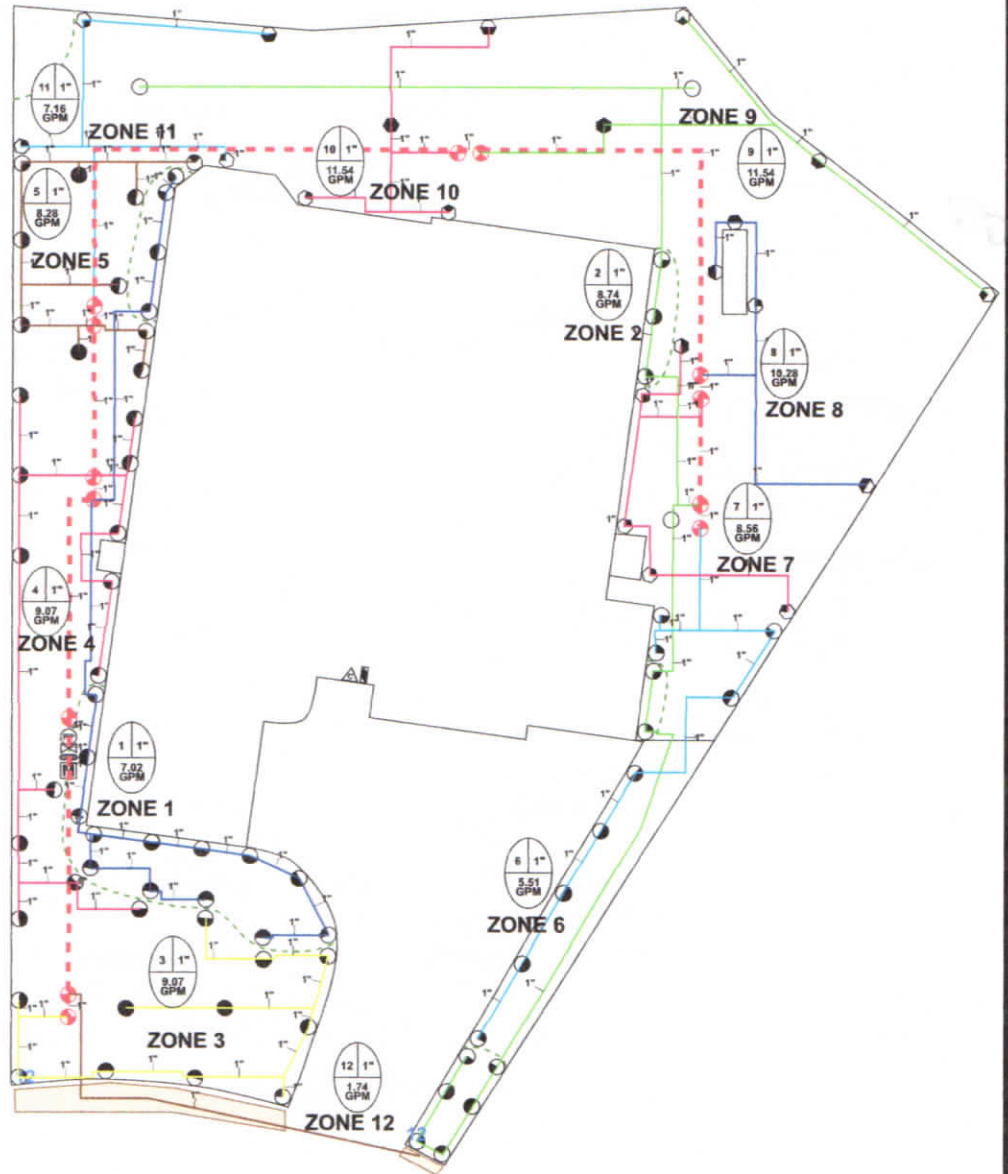 11 1"
7.16
GPM
ZONE 11
5 1"
8.28
GPM
ZONE 5
10 1"
11.54
GPM
ZONE 10
ZONE 9
9 1"
11.54
GPM
2 1"
8.74
GPM
ZONE 2
8 1"
10.28
GPM
ZONE 8
7 1"
8.56
GPM
ZONE 7
4 1"
9.07
GPM
ZONE 4
1 1"
7.02
GPM
ZONE 1
M
6 1"
5.51
GPM
ZONE 6
3 1"
9.07
GPM
ZONE 3
12 1"
1.74
GPM
ZONE 12
12